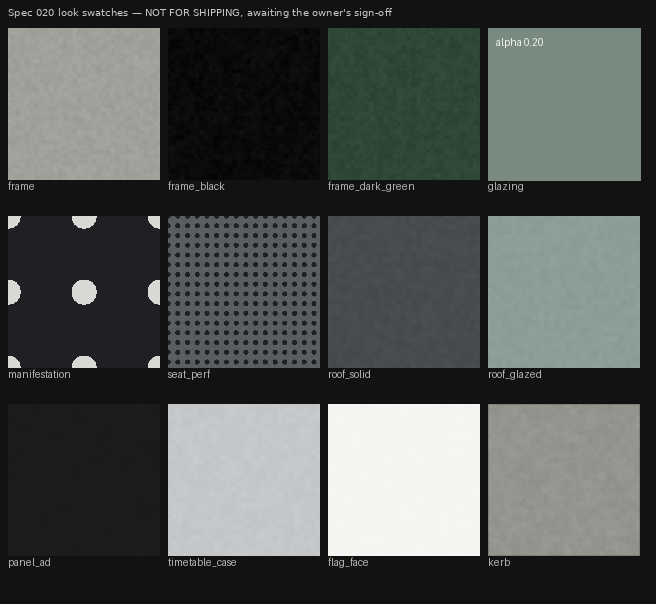 Spec 020 look swatches — NOT FOR SHIPPING, awaiting the owner's sign-off
alpha 0.20
frame
frame_black
frame_dark_green
glazing
manifestation
seat_perf
roof_solid
roof_glazed
panel_ad
timetable_case
flag_face
kerb